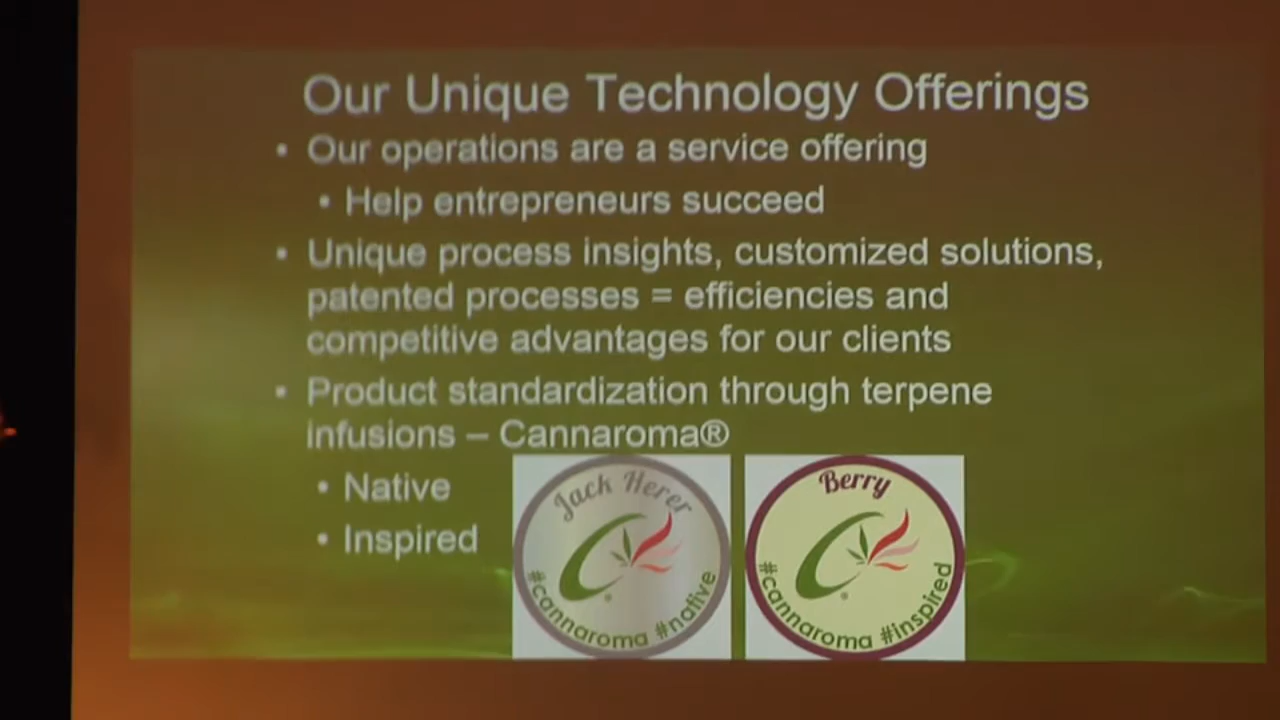 Our Unique Technology Offerings
• Our operations are a service offering
• Help entrepreneurs succeed
• Unique process insights, customized solutions,
patented processes = efficiencies and
competitive advantages for our clients
• Product standardization through terpene
infusions – Cannaroma®
• Native
• Inspired
Jack Herer
#cannaroma #native
Berry
#cannaroma #inspired